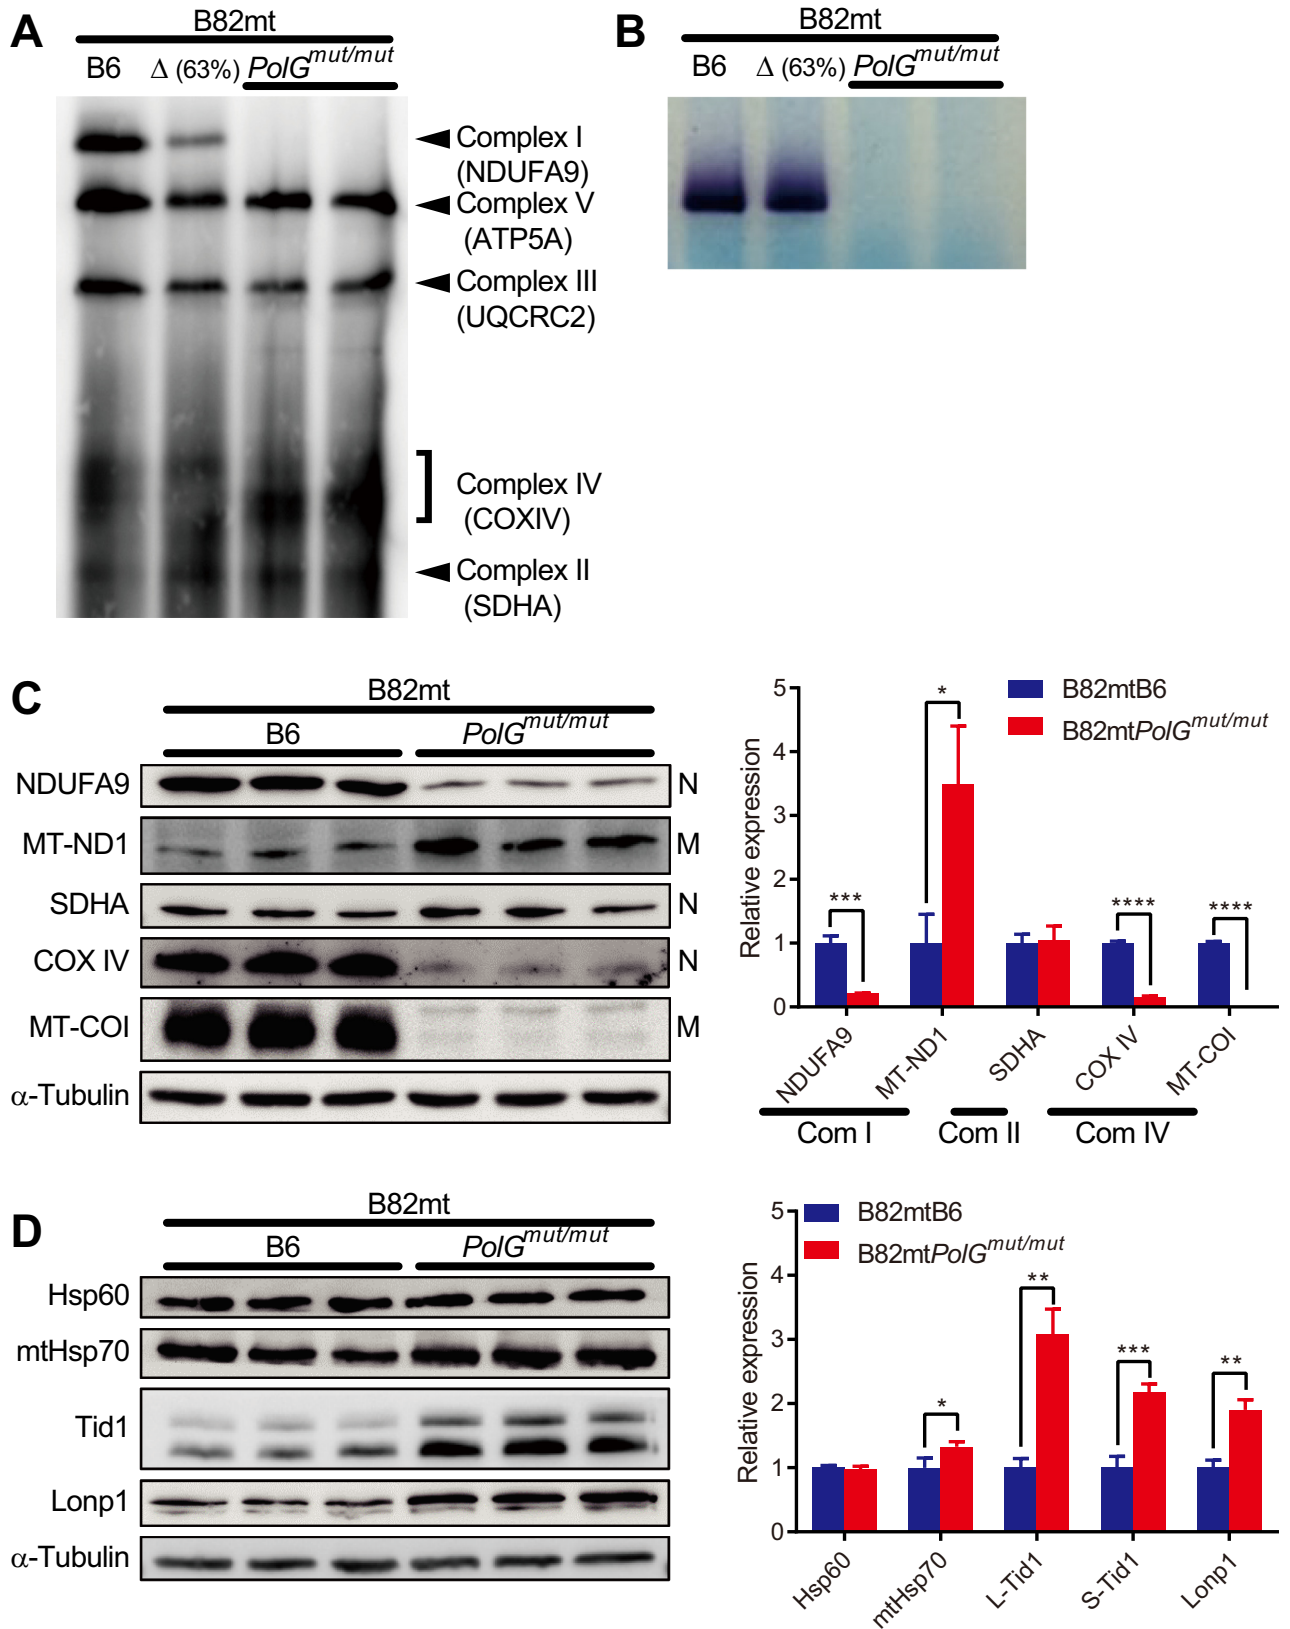 A
B82mt
B6 Δ (63%) PolG mut/mut
Complex I
(NDUFA9)
Complex V
(ATP5A)
Complex III
(UQCRC2)
Complex IV
(COXIV)
Complex II
(SDHA)
B
B82mt
B6 Δ (63%) PolG mut/mut
C
B82mt
B6 PolG mut/mut
NDUFA9 N
MT-ND1 M
SDHA N
COX IV N
MT-COI M
α-Tubulin
B82mtB6
B82mtPolG mut/mut
Relative expression
5
4
3
2
1
0
***
*
****
****
NDUFA9
MT-ND1
SDHA
COX IV
MT-COI
Com I Com II Com IV
D
B82mt
B6 PolG mut/mut
Hsp60
mtHsp70
Tid1
Lonp1
α-Tubulin
B82mtB6
B82mtPolG mut/mut
Relative expression
5
4
3
2
1
0
*
**
***
**
Hsp60
mtHsp70
L-Tid1
S-Tid1
Lonp1